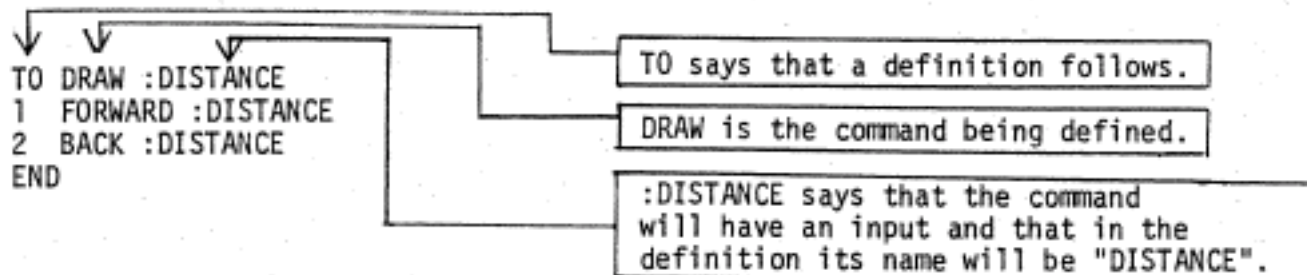 TO DRAW :DISTANCE
1 FORWARD :DISTANCE
2 BACK :DISTANCE
END
TO says that a definition follows.
DRAW is the command being defined.
:DISTANCE says that the command
will have an input and that in the
definition its name will be "DISTANCE".